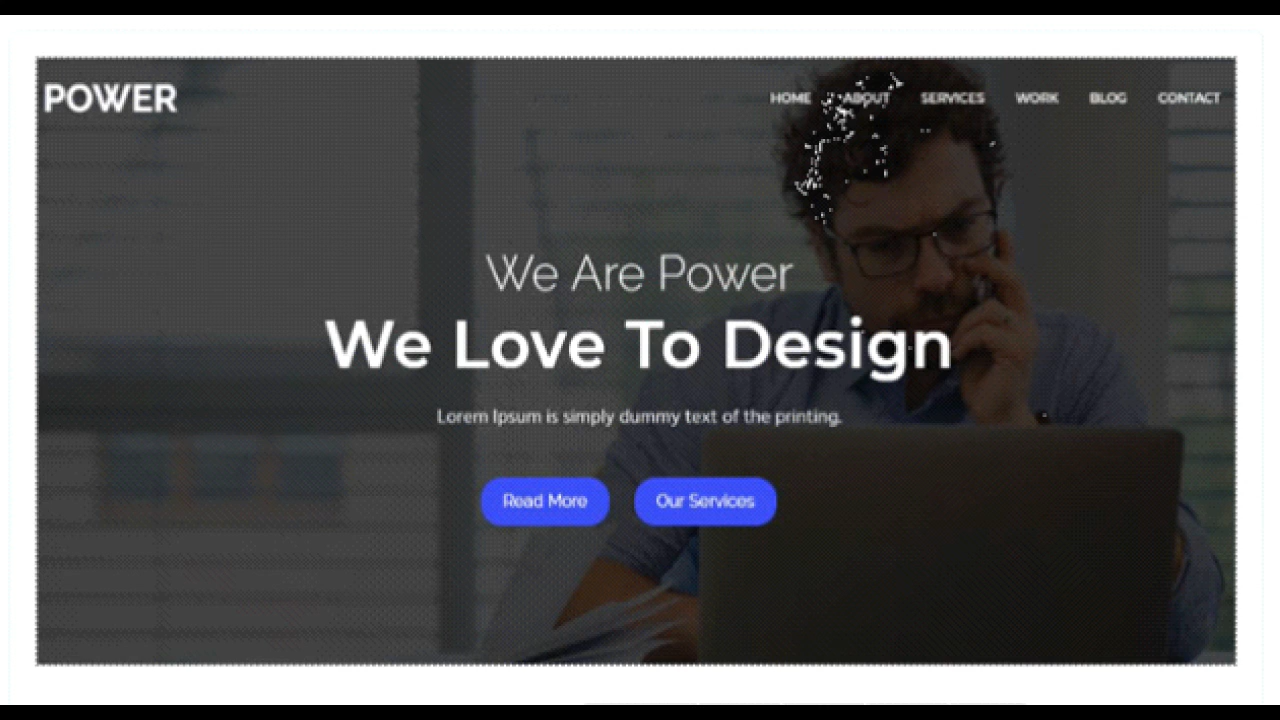 POWER
HOME ABOUT SERVICES WORK BLOG CONTACT
We Are Power
We Love To Design
Lorem Ipsum is simply dummy text of the printing.
Read More Our Services